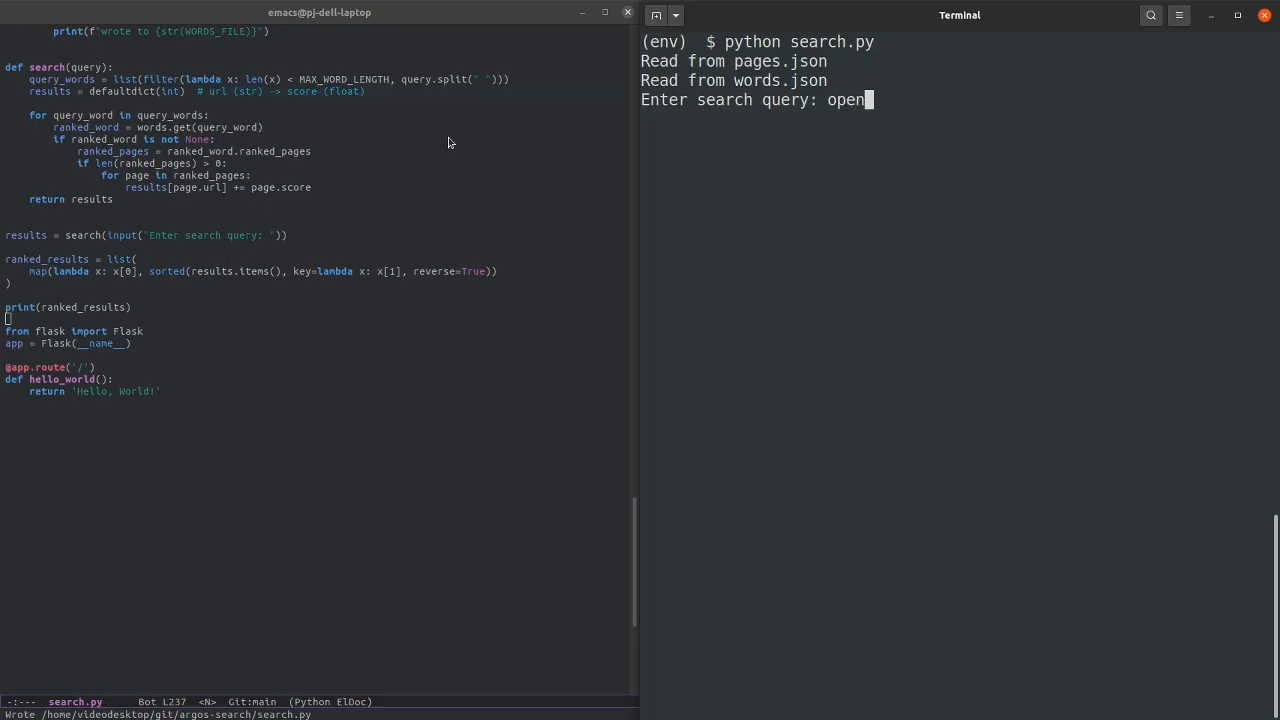 emacs@pj-dell-laptop
print(f"wrote to {str(WORDS_FILE)}")
def search(query):
query_words = list(filter(lambda x: len(x) < MAX_WORD_LENGTH, query.split(" ")))
results = defaultdict(int)  # url (str) -> score (float)
for query_word in query_words:
ranked_word = words.get(query_word)
if ranked_word is not None:
ranked_pages = ranked_word.ranked_pages
if len(ranked_pages) > 0:
for page in ranked_pages:
results[page.url] += page.score
return results
results = search(input("Enter search query: "))
ranked_results = list(
map(lambda x: x[0], sorted(results.items(), key=lambda x: x[1], reverse=True))
)
print(ranked_results)
from flask import Flask
app = Flask(__name__)
@app.route('/')
def hello_world():
return 'Hello, World!'
-:--- search.py Bot L237 <N> Git:main (Python ElDoc)
Wrote /home/videodesktop/git/argos-search/search.py
Terminal
(env)  $ python search.py
Read from pages.json
Read from words.json
Enter search query: open